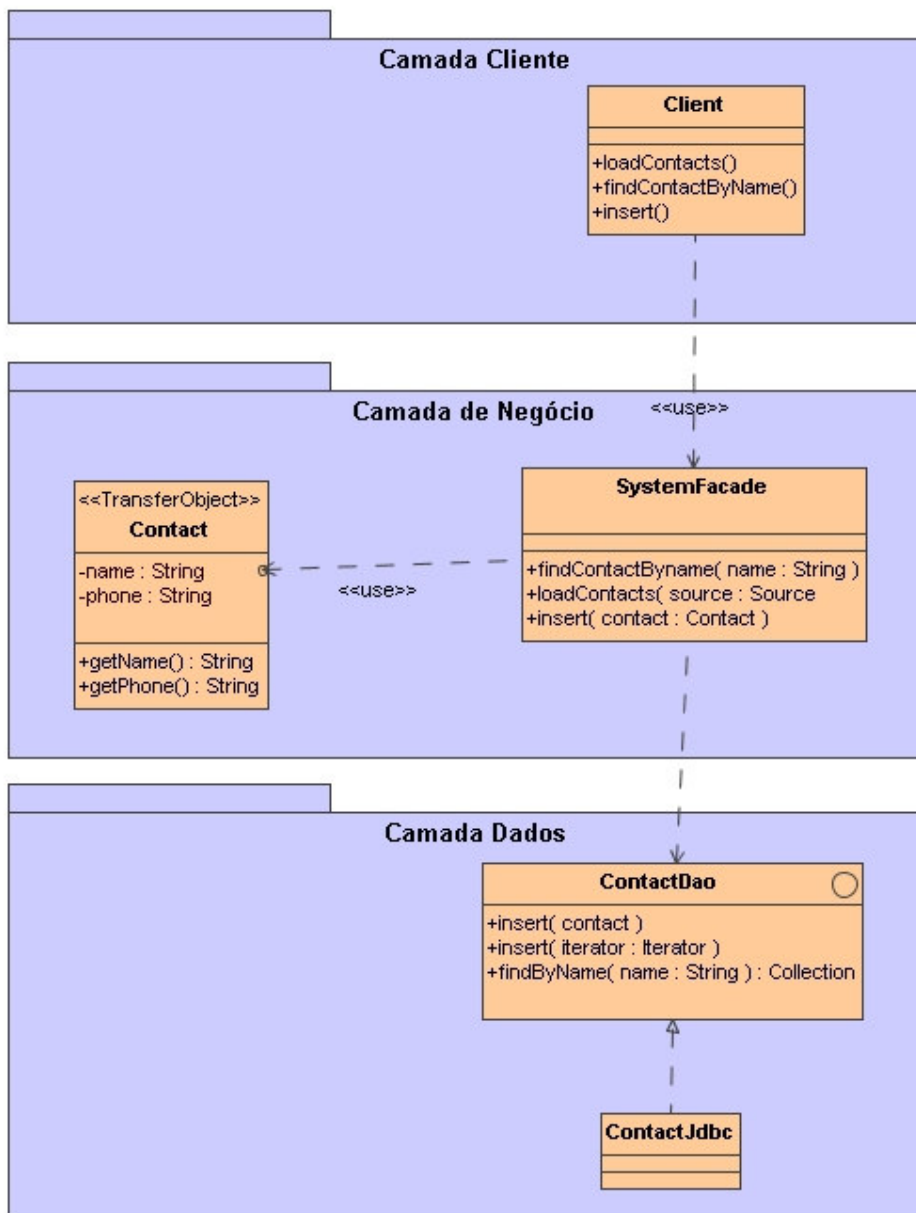 Camada Cliente
Client
+loadContacts()
+findContactByName()
+insert()
Camada de Negócio
<<use>>
<<TransferObject>>
Contact
-name : String
-phone : String
+getName() : String
+getPhone() : String
<<use>>
SystemFacade
+findContactByname( name : String )
+loadContacts( source : Source
+insert( contact : Contact )
Camada Dados
ContactDao
+insert( contact )
+insert( iterator : Iterator )
+findByName( name : String ) : Collection
ContactJdbc